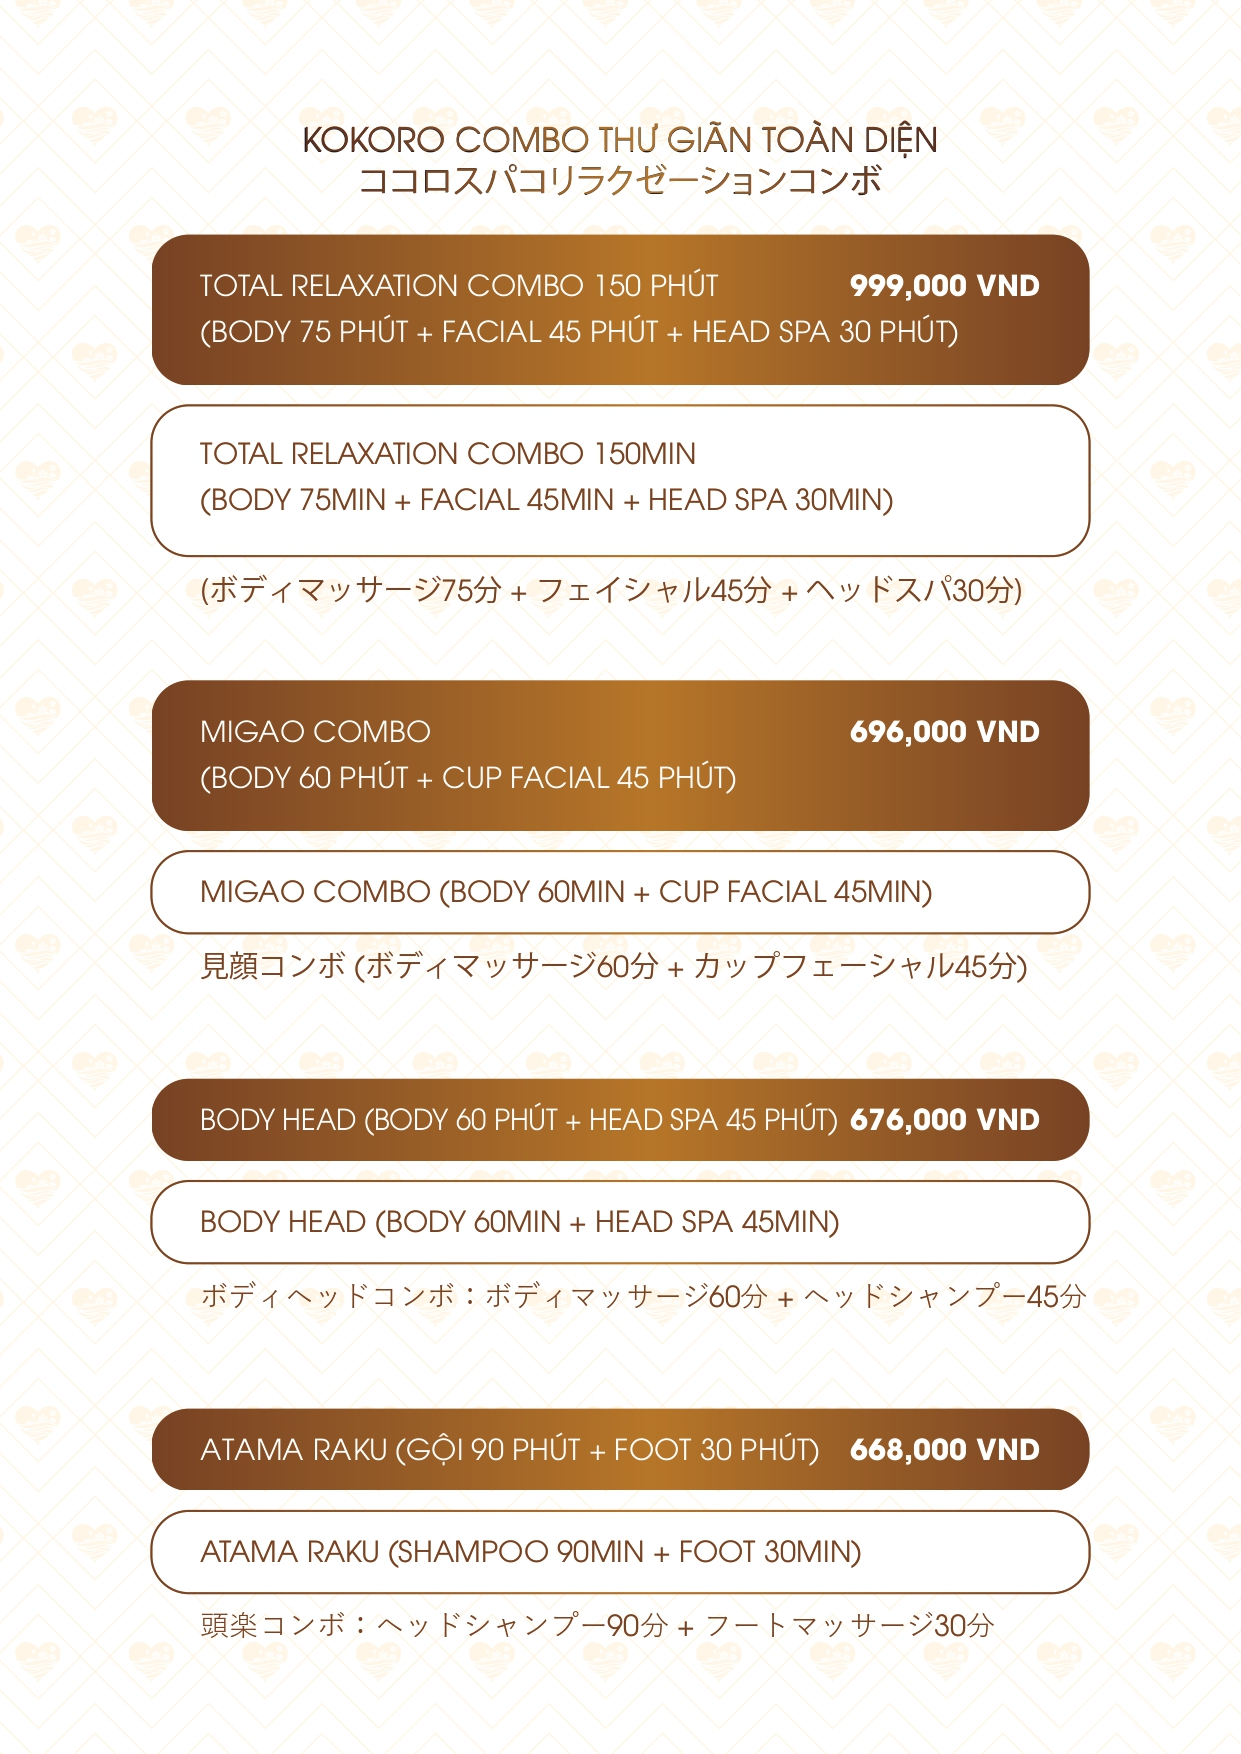 KOKORO COMBO THƯ GIÃN TOÀN DIỆN
ココロスパコリラクゼーションコンボ
TOTAL RELAXATION COMBO 150 PHÚT 999,000 VND
(BODY 75 PHÚT + FACIAL 45 PHÚT + HEAD SPA 30 PHÚT)
TOTAL RELAXATION COMBO 150MIN
(BODY 75MIN + FACIAL 45MIN + HEAD SPA 30MIN)
(ボディマッサージ75分 + フェイシャル45分 + ヘッドスパ30分)
MIGAO COMBO 696,000 VND
(BODY 60 PHÚT + CUP FACIAL 45 PHÚT)
MIGAO COMBO (BODY 60MIN + CUP FACIAL 45MIN)
見顔コンボ (ボディマッサージ60分 + カップフェーシャル45分)
BODY HEAD (BODY 60 PHÚT + HEAD SPA 45 PHÚT) 676,000 VND
BODY HEAD (BODY 60MIN + HEAD SPA 45MIN)
ボディヘッドコンボ：ボディマッサージ60分 + ヘッドシャンプー45分
ATAMA RAKU (GỘI 90 PHÚT + FOOT 30 PHÚT) 668,000 VND
ATAMA RAKU (SHAMPOO 90MIN + FOOT 30MIN)
頭楽コンボ：ヘッドシャンプー90分 + フートマッサージ30分